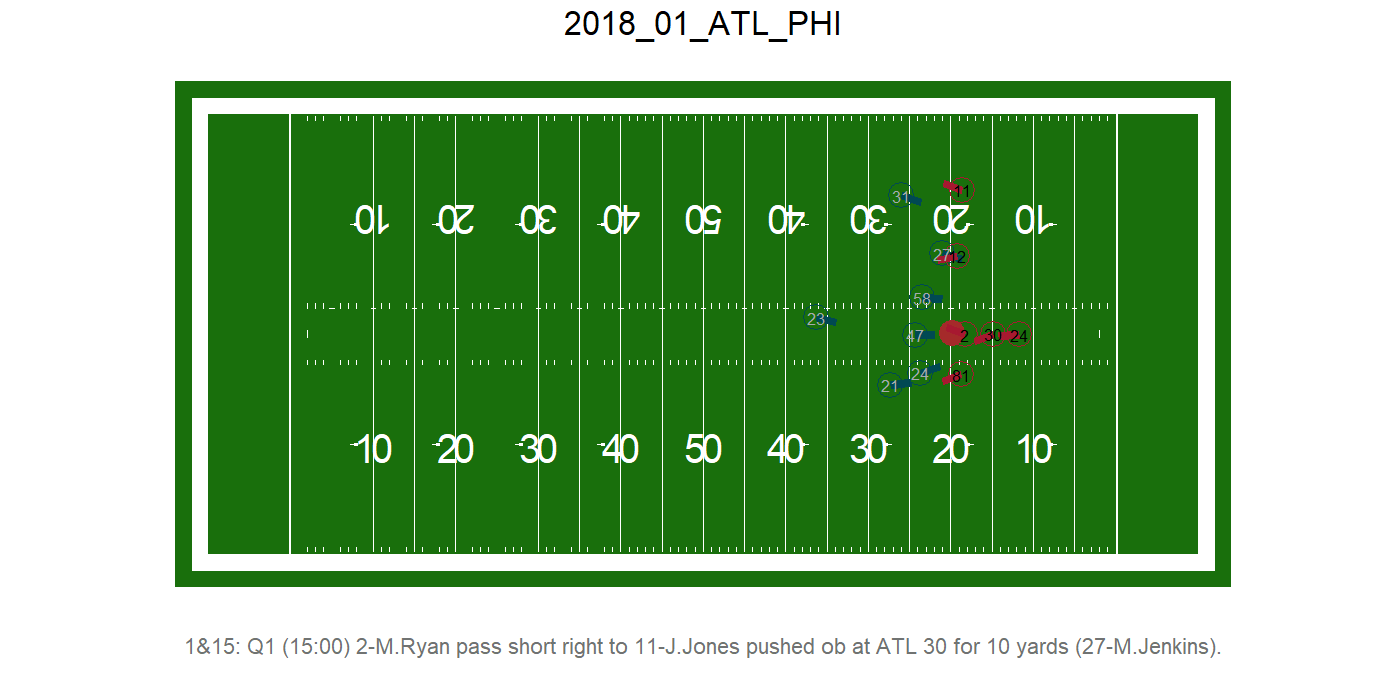 2018_01_ATL_PHI
10 20 30 40 50 40 30 20 10
31 11
27 12
58
23
47 2 30 24
21 24 81
10 20 30 40 50 40 30 20 10
1&15: Q1 (15:00) 2-M.Ryan pass short right to 11-J.Jones pushed ob at ATL 30 for 10 yards (27-M.Jenkins).